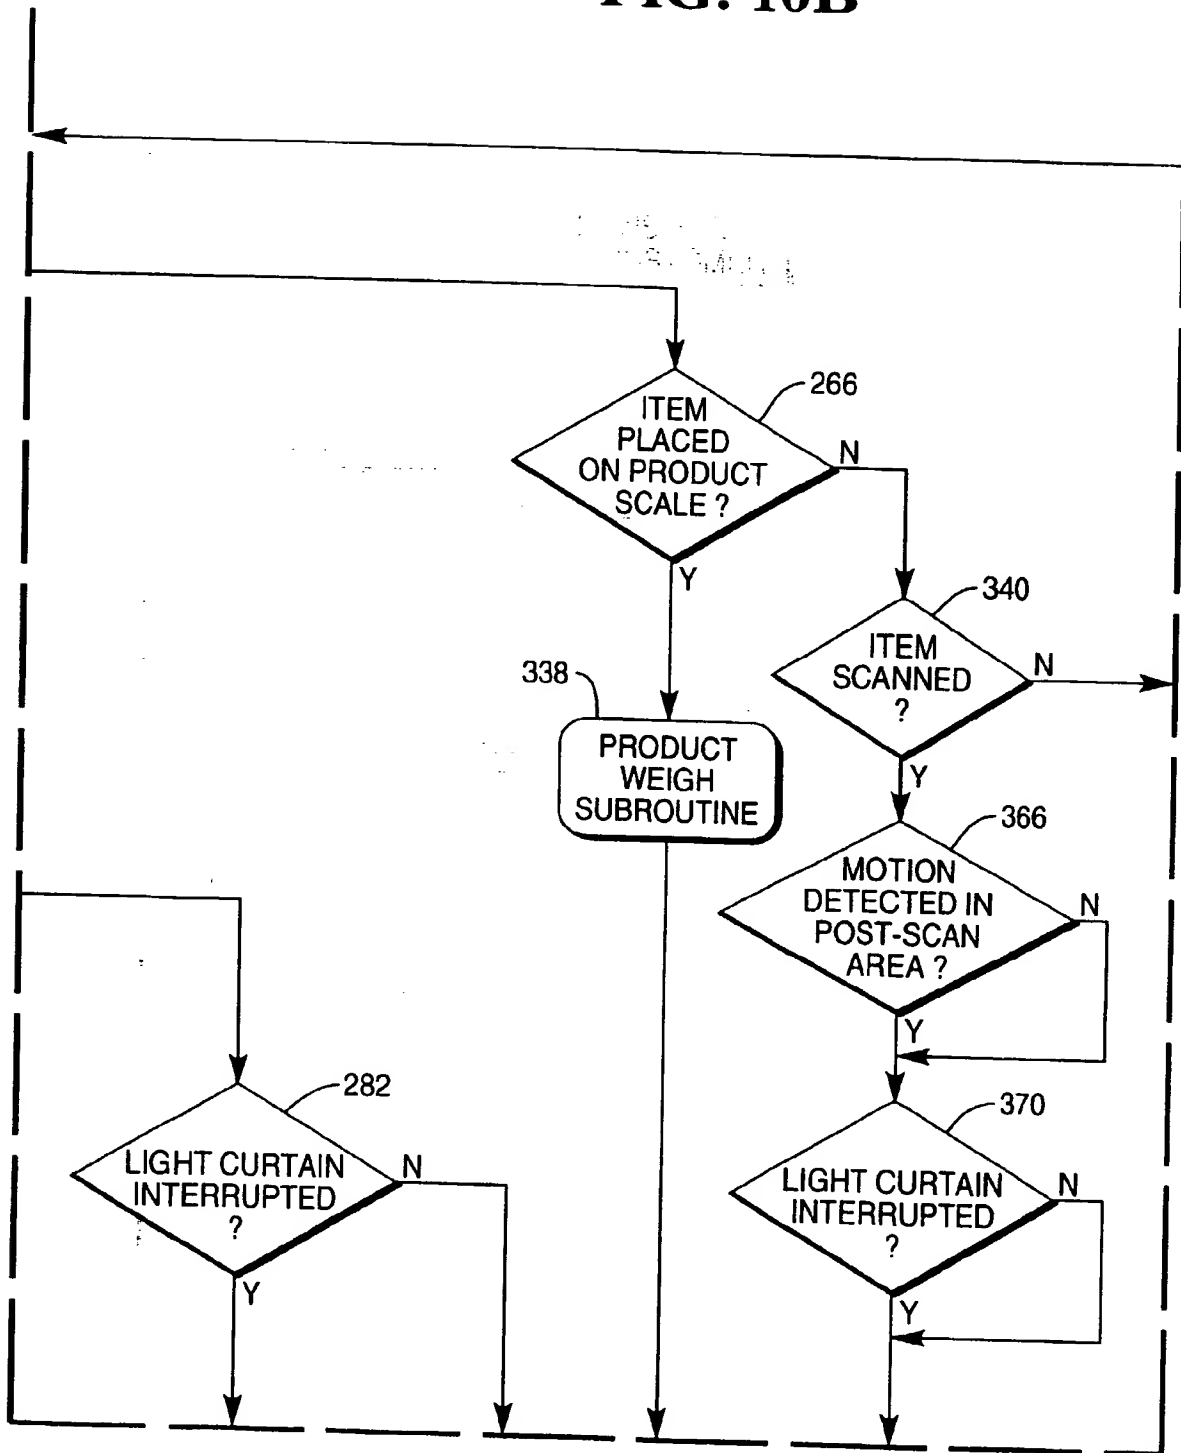 FIG. 10B
266
ITEM
PLACED
ON PRODUCT
SCALE ?
N
Y
340
ITEM
SCANNED
?
N
Y
338
PRODUCT
WEIGH
SUBROUTINE
366
MOTION
DETECTED IN
POST-SCAN
AREA ?
N
Y
282
LIGHT CURTAIN
INTERRUPTED
?
N
Y
370
LIGHT CURTAIN
INTERRUPTED
?
N
Y